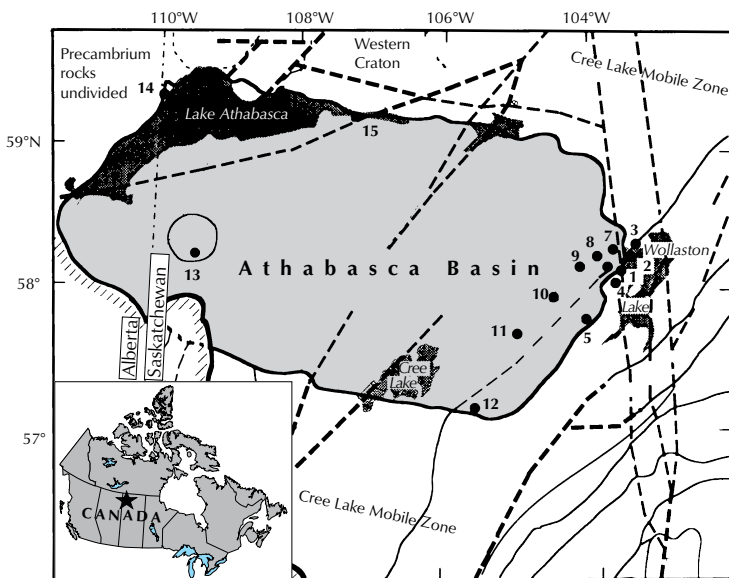 110°W
108°W
106°W
104°W
Precambrium
rocks
undivided
Western
Craton
Cree Lake Mobile Zone
14
Lake Athabasca
15
59°N
3
7
8
Wollaston
9
2
1
13
Athabasca Basin
58°
4
10
Lake
5
11
Alberta
Saskatchewan
Cree
Lake
12
57°
CANADA
Cree Lake Mobile Zone